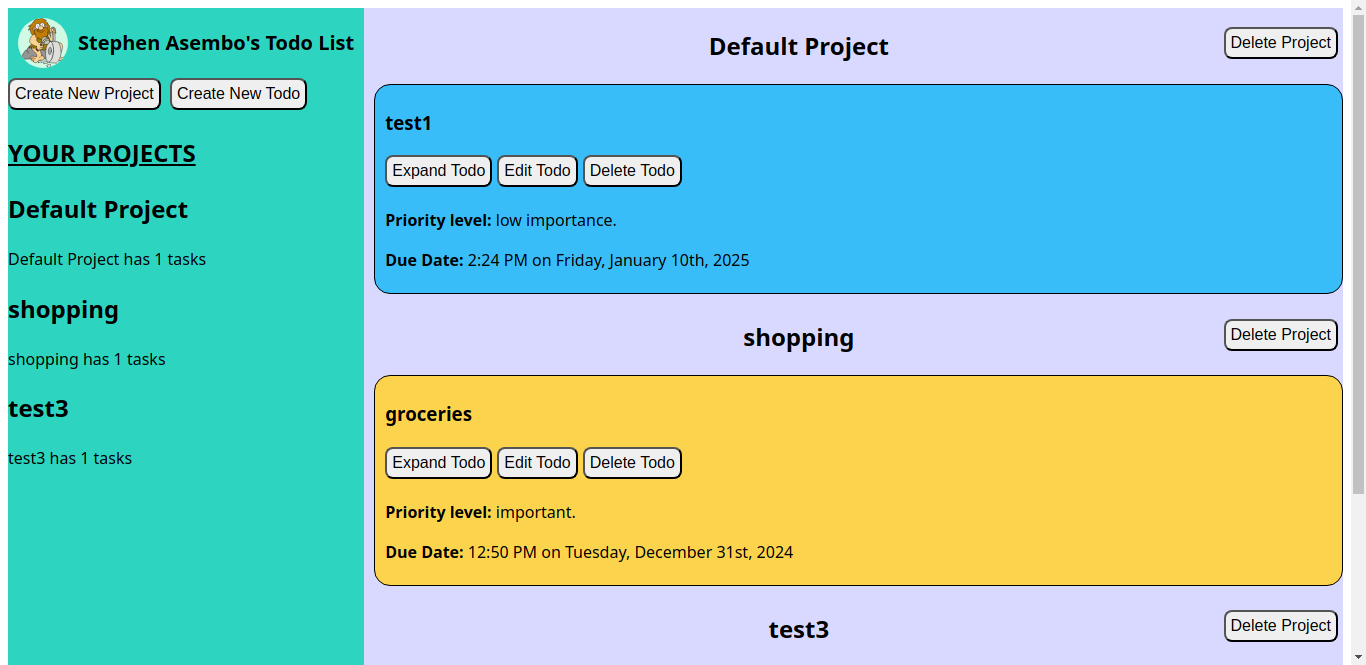 Stephen Asembo's Todo List
Create New Project Create New Todo
YOUR PROJECTS
Default Project
Default Project has 1 tasks
shopping
shopping has 1 tasks
test3
test3 has 1 tasks
Default Project Delete Project
test1
Expand Todo Edit Todo Delete Todo
Priority level: low importance.
Due Date: 2:24 PM on Friday, January 10th, 2025
shopping Delete Project
groceries
Expand Todo Edit Todo Delete Todo
Priority level: important.
Due Date: 12:50 PM on Tuesday, December 31st, 2024
test3 Delete Project